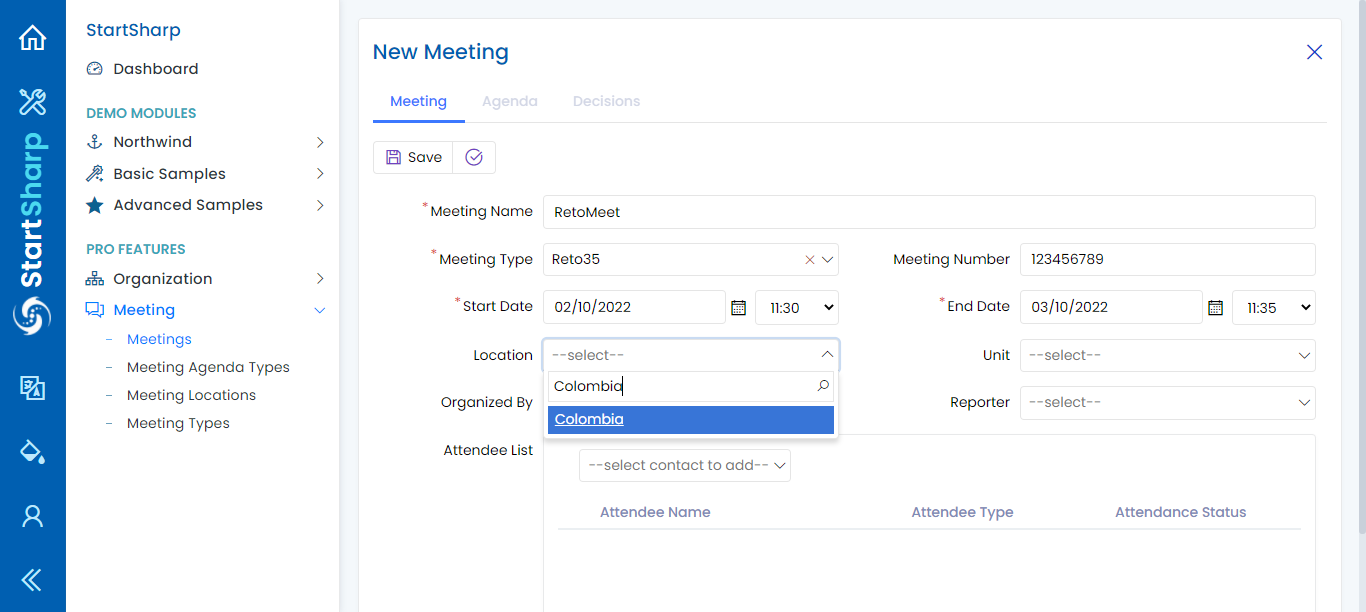 StartSharp
StartSharp
Dashboard
DEMO MODULES
Northwind
Basic Samples
Advanced Samples
PRO FEATURES
Organization
Meeting
Meetings
Meeting Agenda Types
Meeting Locations
Meeting Types
New Meeting
Meeting Agenda Decisions
Save
*Meeting Name RetoMeet
*Meeting Type Reto35 Meeting Number 123456789
*Start Date 02/10/2022 11:30 *End Date 03/10/2022 11:35
Location --select-- Unit --select--
Colombia
Organized By Reporter --select--
Colombia
Attendee List
--select contact to add--
Attendee Name Attendee Type Attendance Status